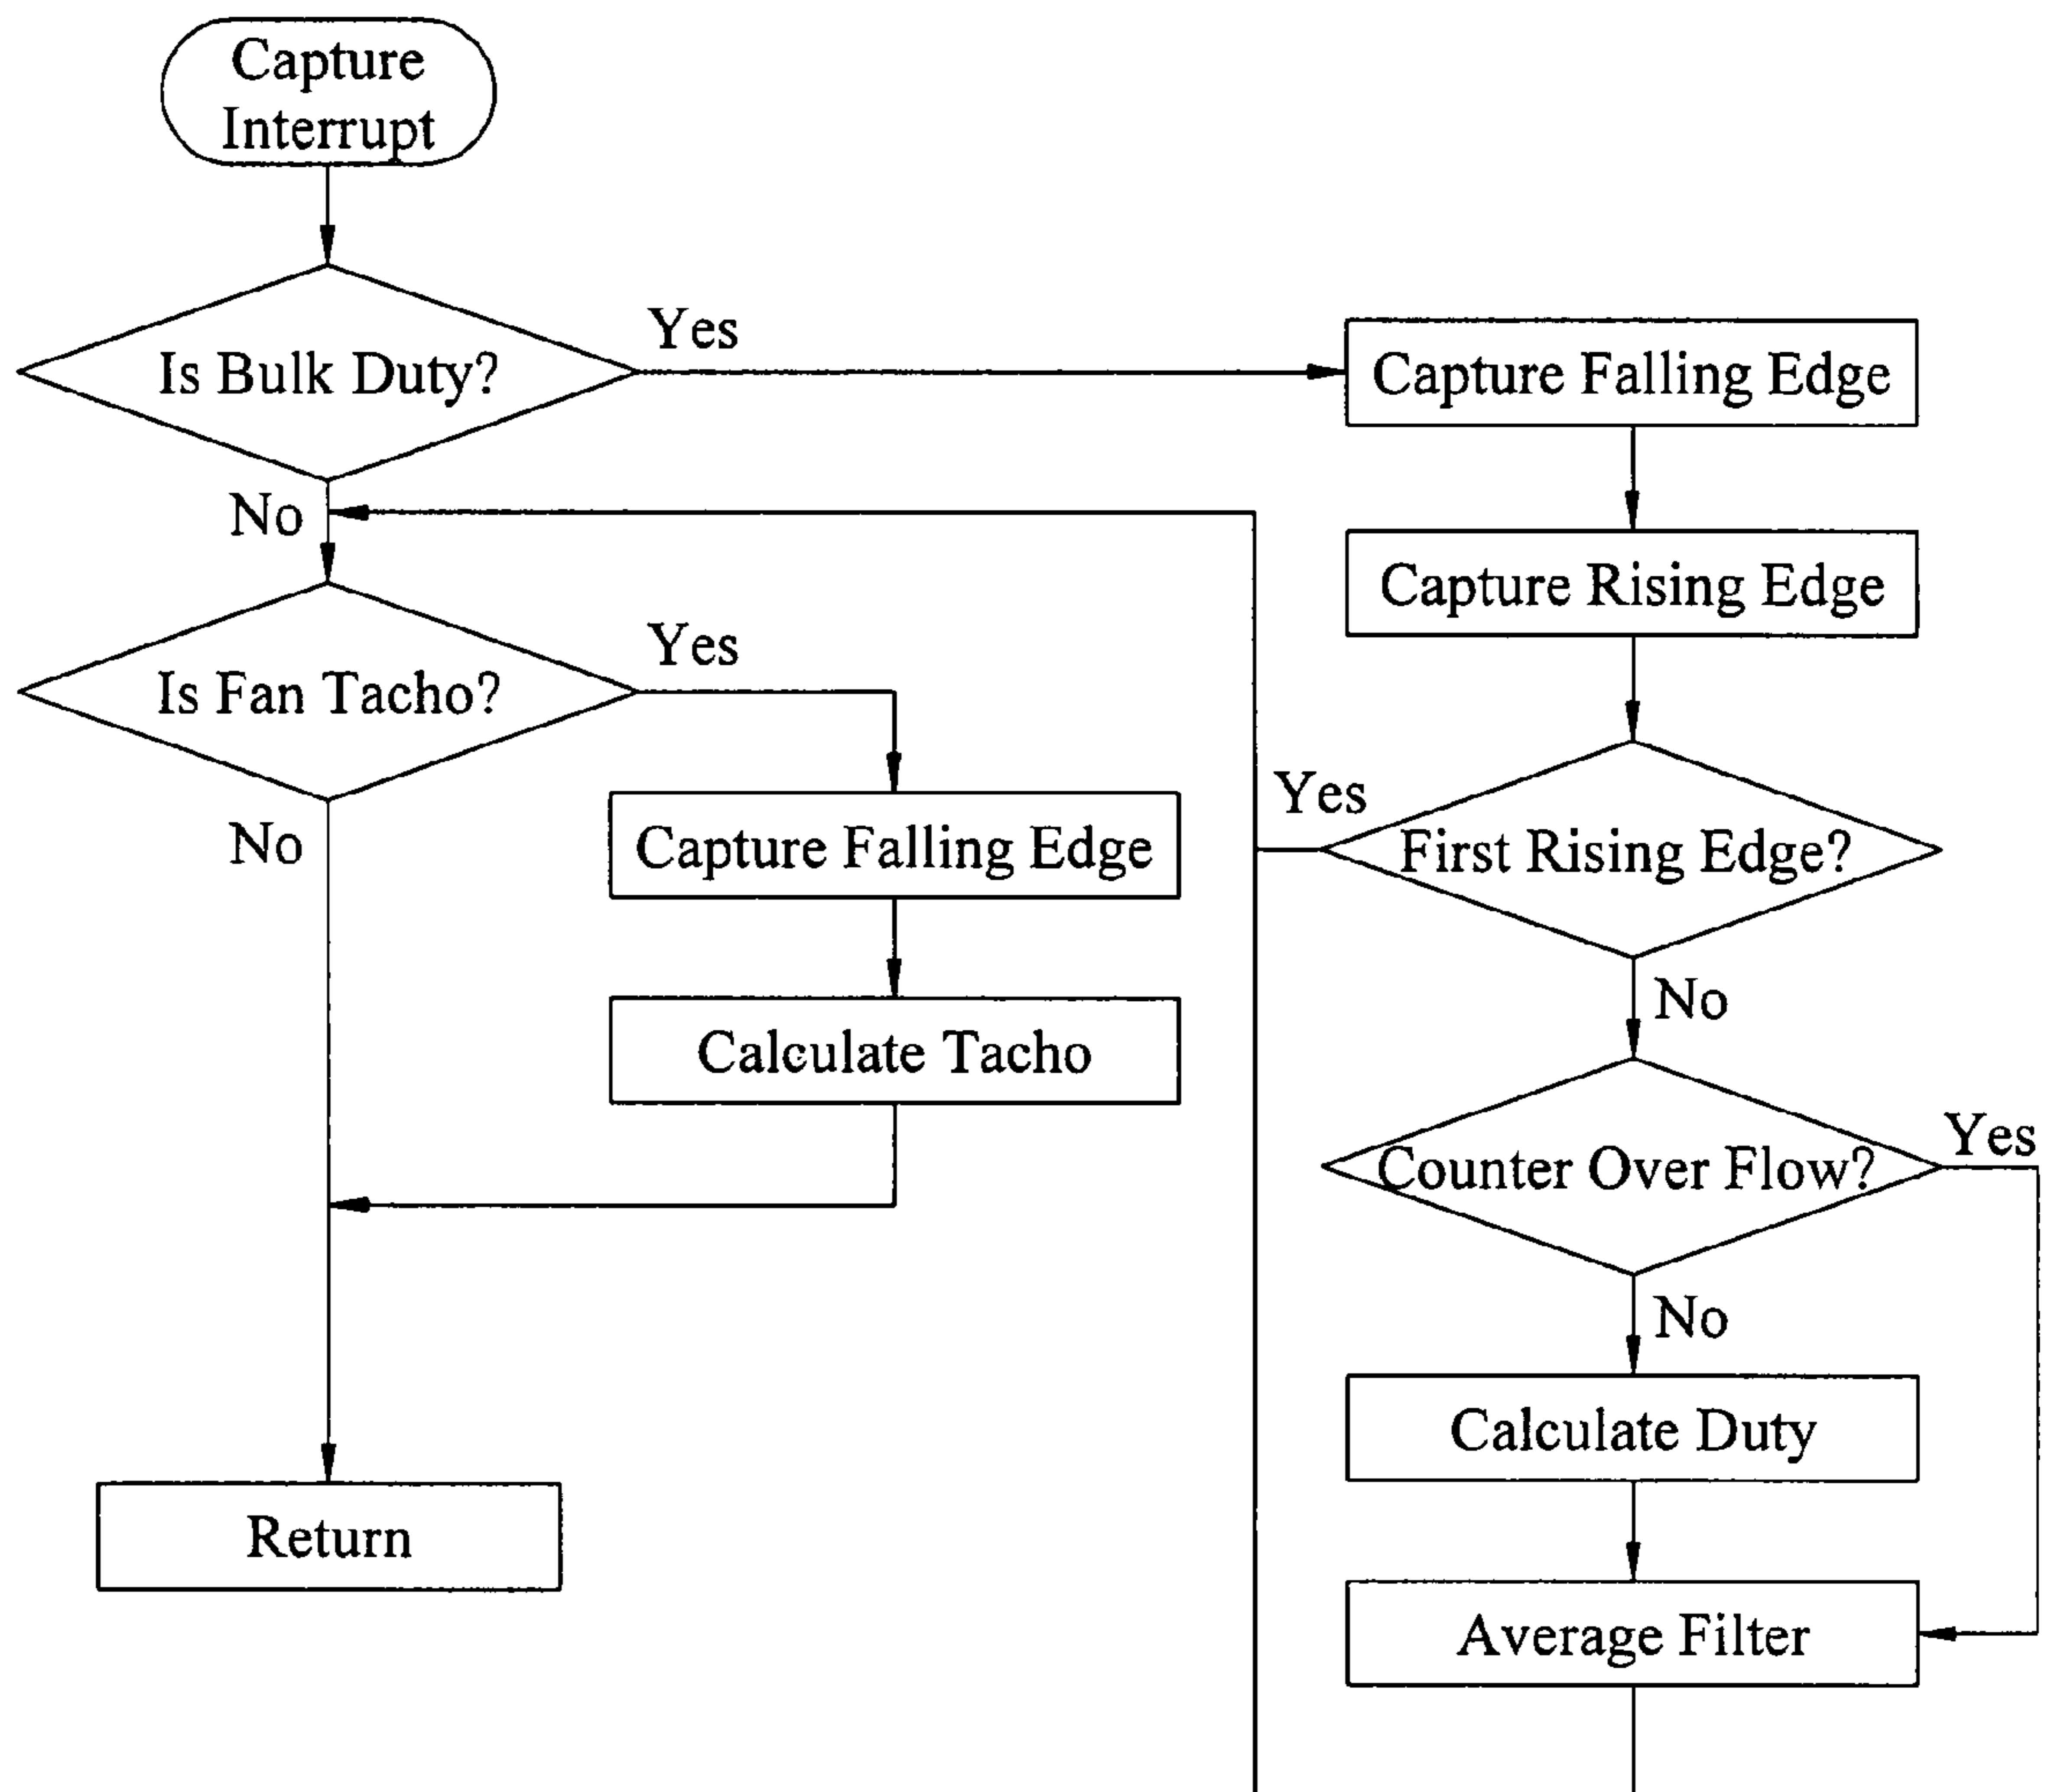 Capture
Interrupt
Is Bulk Duty?
Yes
No
Capture Falling Edge
Capture Rising Edge
Is Fan Tacho?
Yes
No
Capture Falling Edge
Calculate Tacho
Return
First Rising Edge?
Yes
No
Counter Over Flow?
Yes
No
Calculate Duty
Average Filter